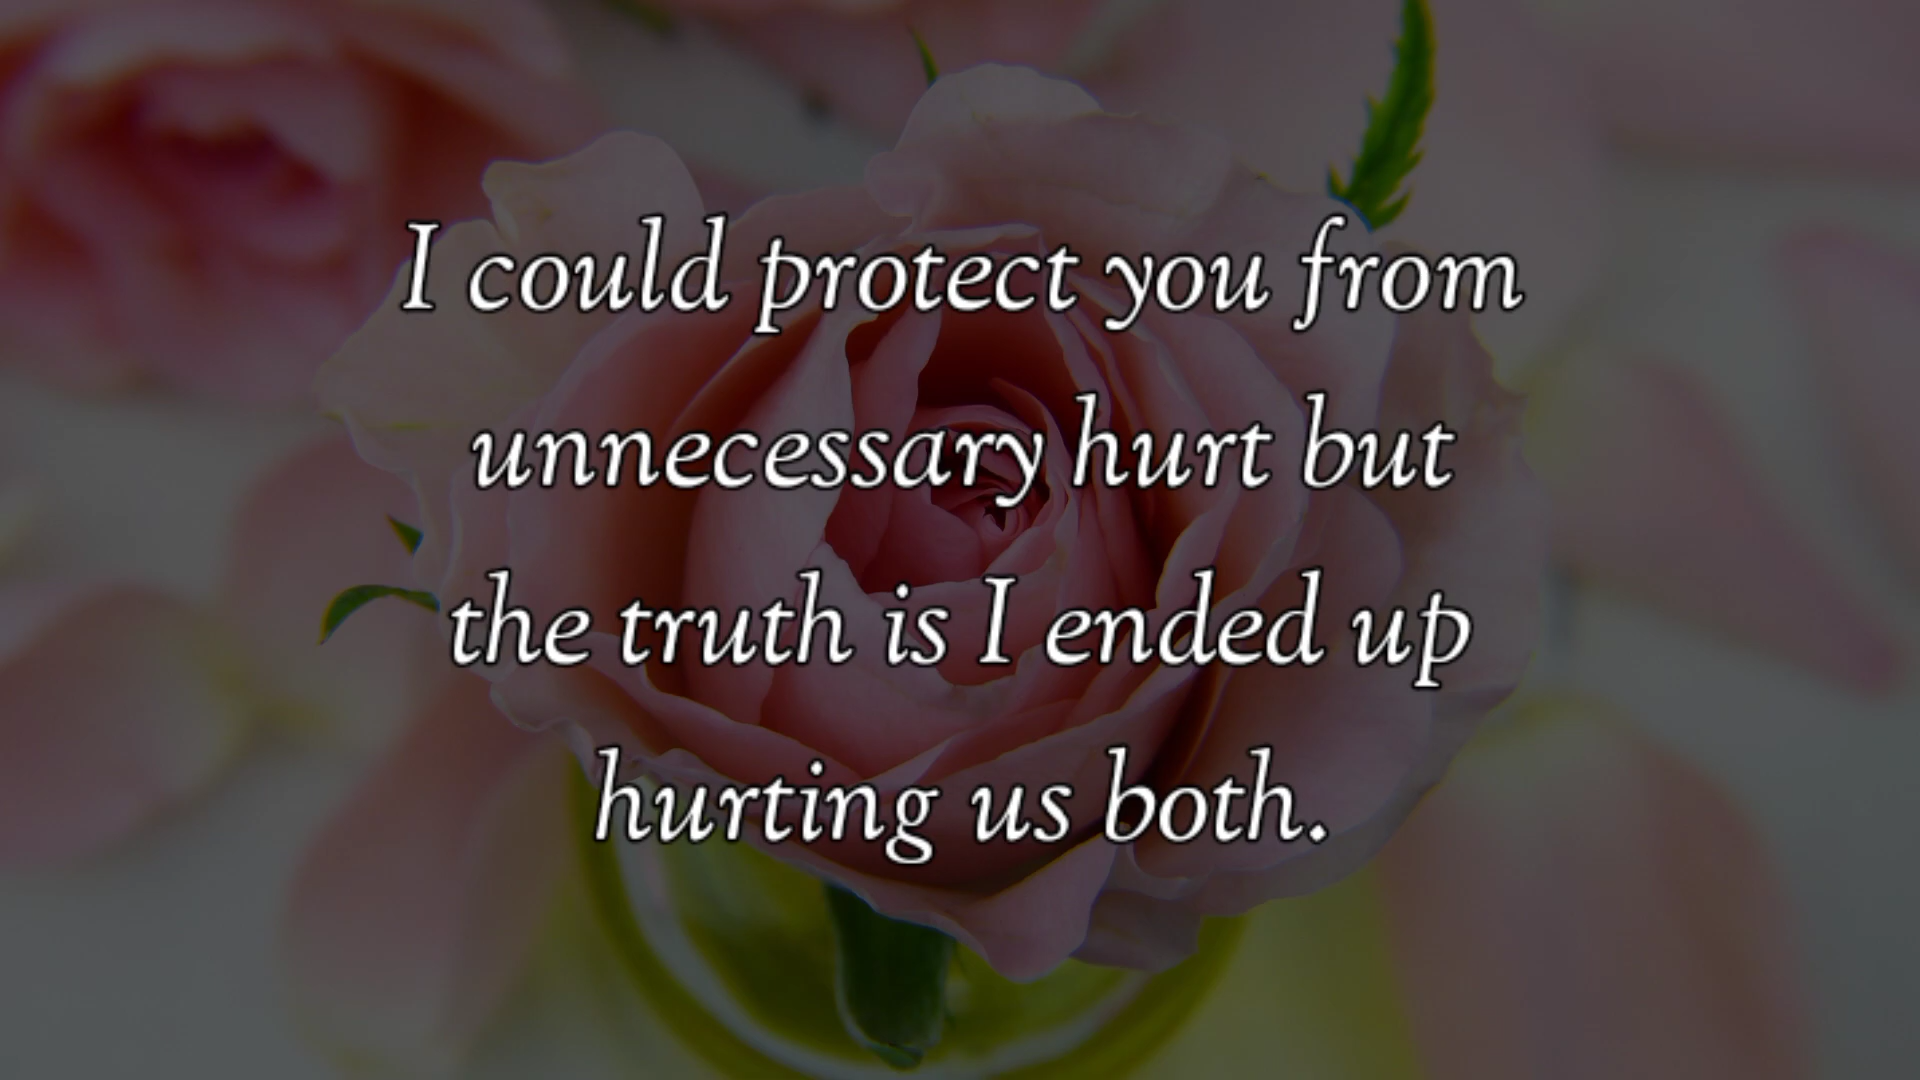 I could protect you from
unnecessary hurt but
the truth is I ended up
hurting us both.